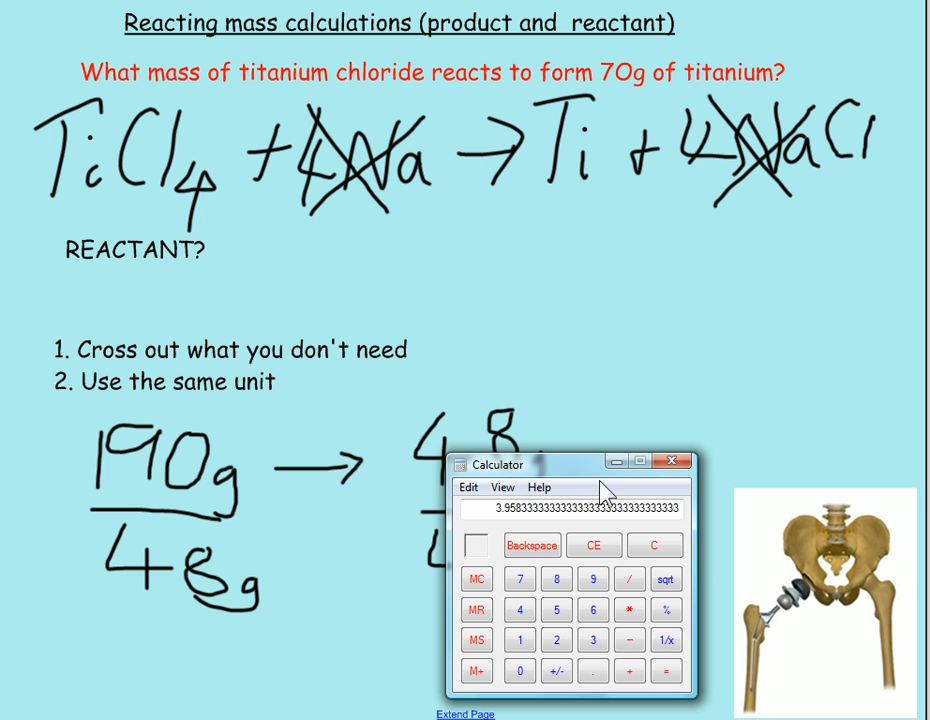 Reacting mass calculations (product and reactant)
What mass of titanium chloride reacts to form 70g of titanium?
TiCl4 + 4Na → Ti + 4NaCl
REACTANT?
1. Cross out what you don't need
2. Use the same unit
190g → 48
48g 4
Calculator
Edit View Help
3.9583333333333333333333333333333
Backspace CE C
MC 7 8 9 / sqrt
MR 4 5 6 * %
MS 1 2 3 - 1/x
M+ 0 +/- . + =
Extend Page